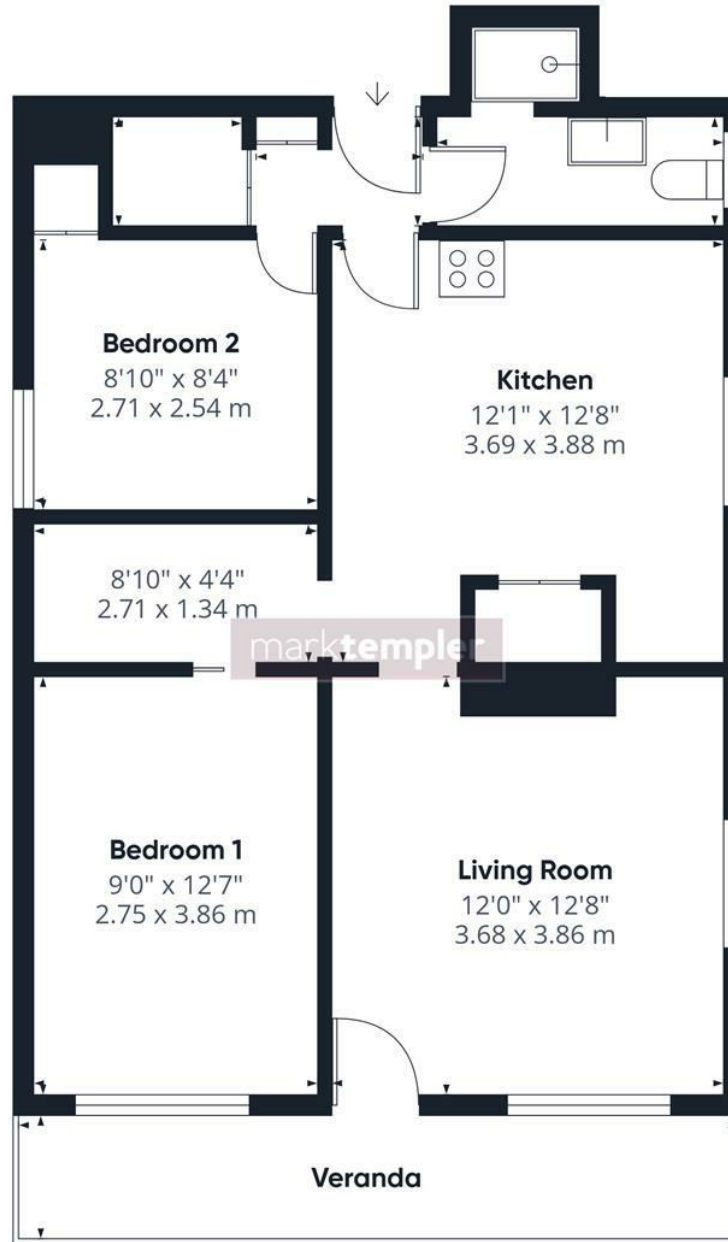 Bedroom 2
8'10" x 8'4"
2.71 x 2.54 m
Kitchen
12'1" x 12'8"
3.69 x 3.88 m
8'10" x 4'4"
2.71 x 1.34 m
marktempler
Bedroom 1
9'0" x 12'7"
2.75 x 3.86 m
Living Room
12'0" x 12'8"
3.68 x 3.86 m
Veranda